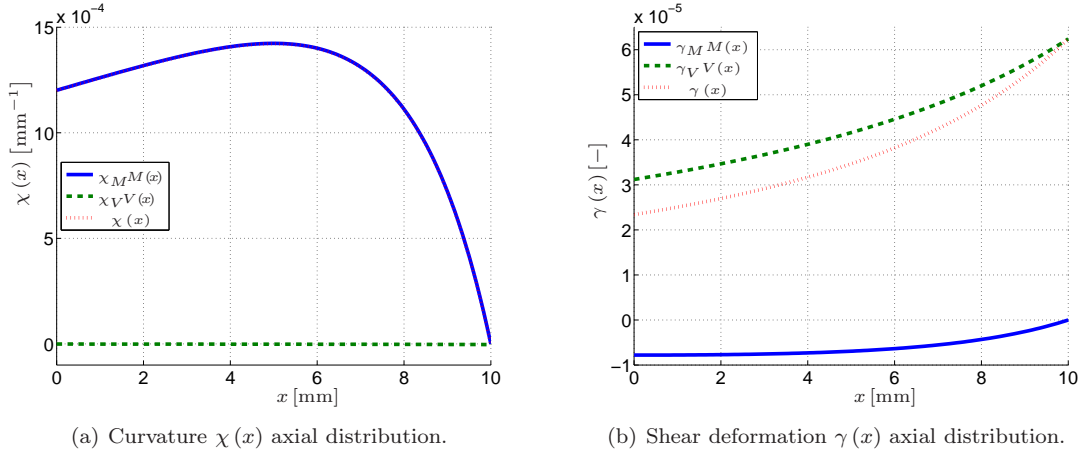 x 10⁻⁴
15
10
5
0
0 2 4 6 8 10
χ (x) [mm⁻¹]
x [mm]
χ_M M(x)
χ_V V(x)
χ (x)
(a) Curvature χ (x) axial distribution.
x 10⁻⁵
6
5
4
3
2
1
0
−1
0 2 4 6 8 10
γ (x) [−]
x [mm]
γ_M M(x)
γ_V V(x)
γ (x)
(b) Shear deformation γ (x) axial distribution.